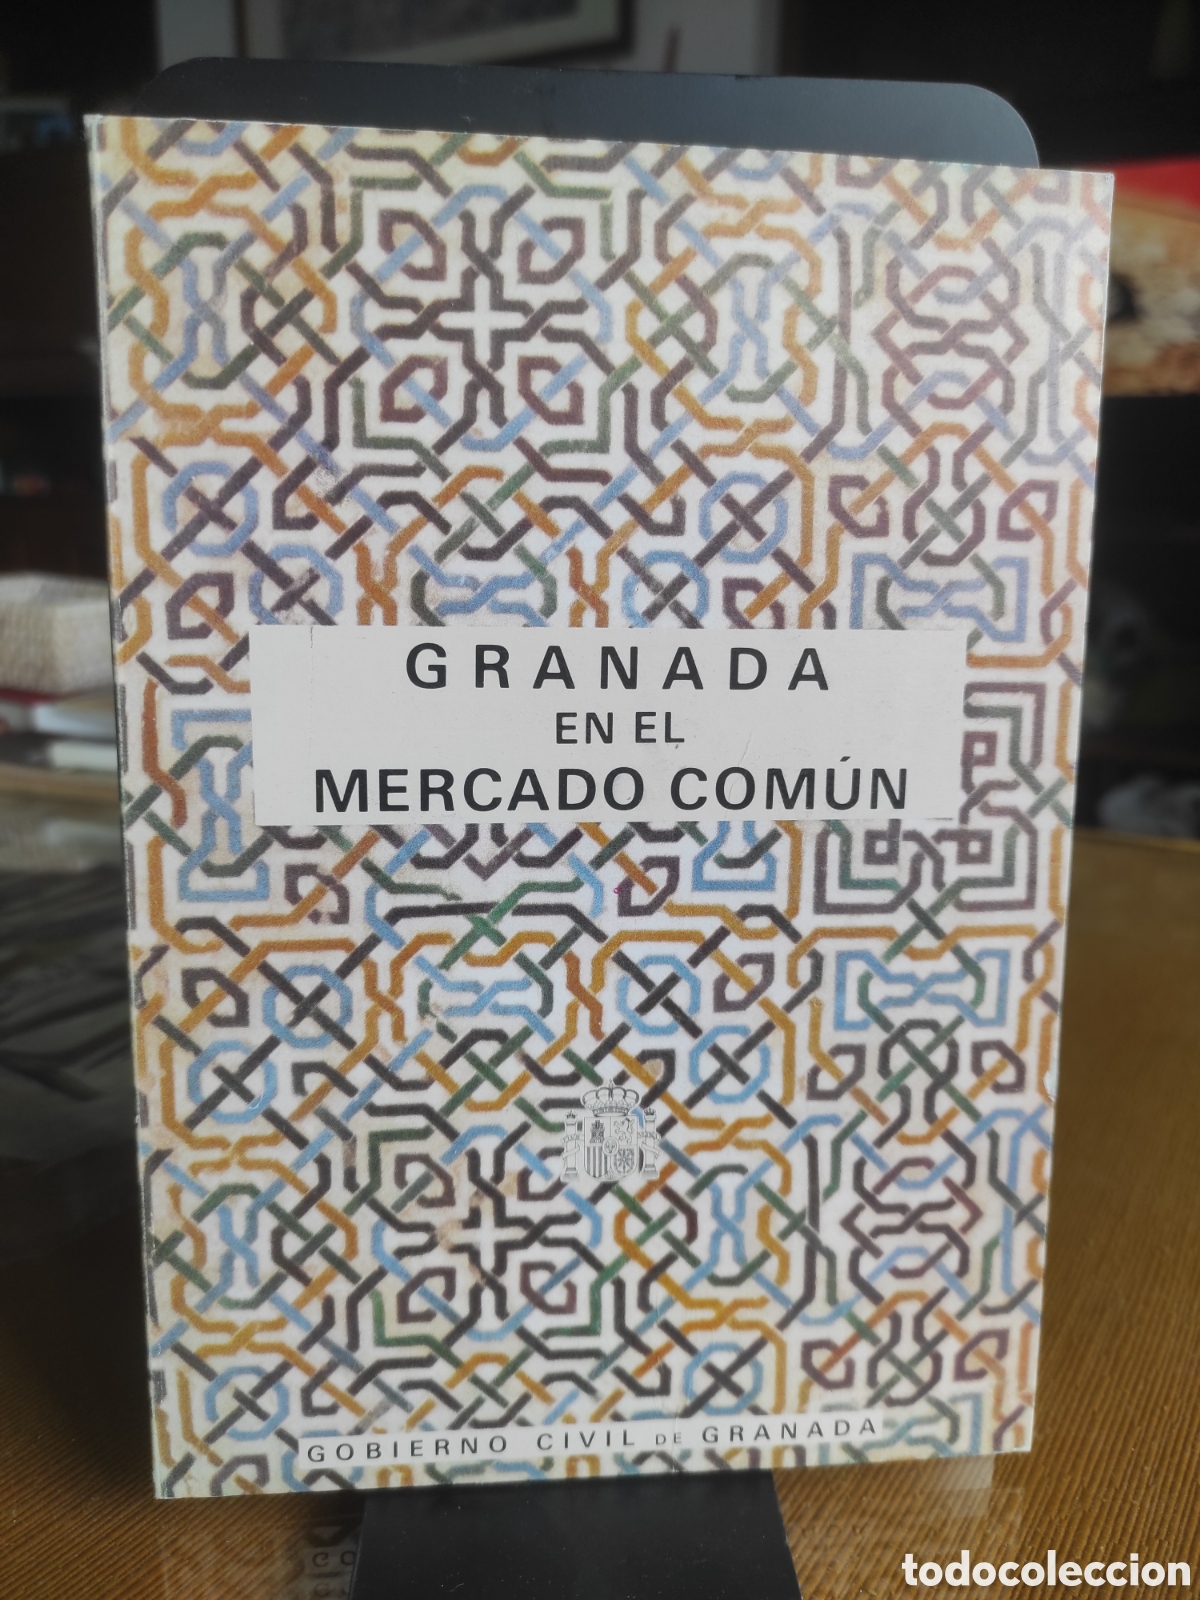 GRANADA
EN EL
MERCADO COMÚN
GOBIERNO CIVIL DE GRANADA
todocoleccion